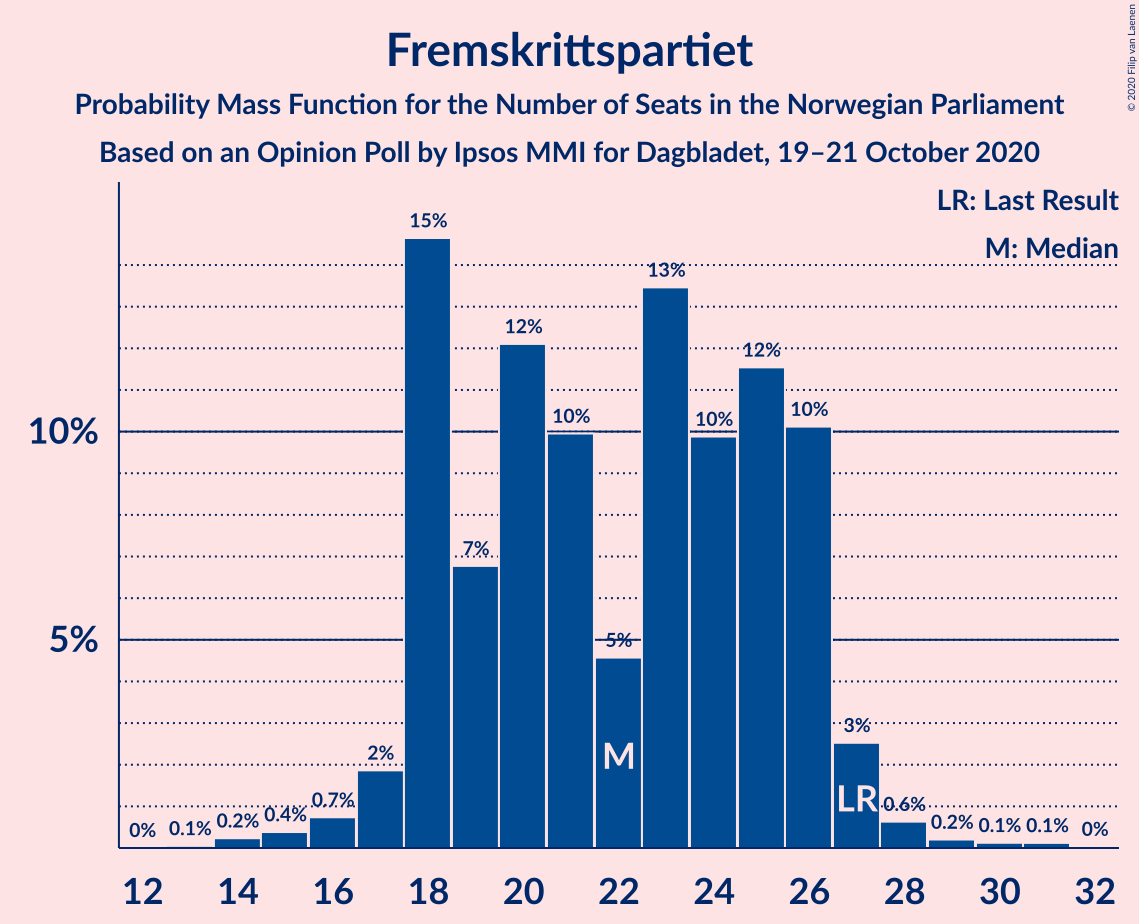 Fremskrittspartiet
Probability Mass Function for the Number of Seats in the Norwegian Parliament
Based on an Opinion Poll by Ipsos MMI for Dagbladet, 19–21 October 2020
© 2020 Filip van Laenen
LR: Last Result
M: Median
10%
5%
0% 0.1% 0.2% 0.4% 0.7% 2% 15% 7% 12% 10% 5% 13% 10% 12% 10% 3% 0.6% 0.2% 0.1% 0.1% 0%
M
LR
12 14 16 18 20 22 24 26 28 30 32